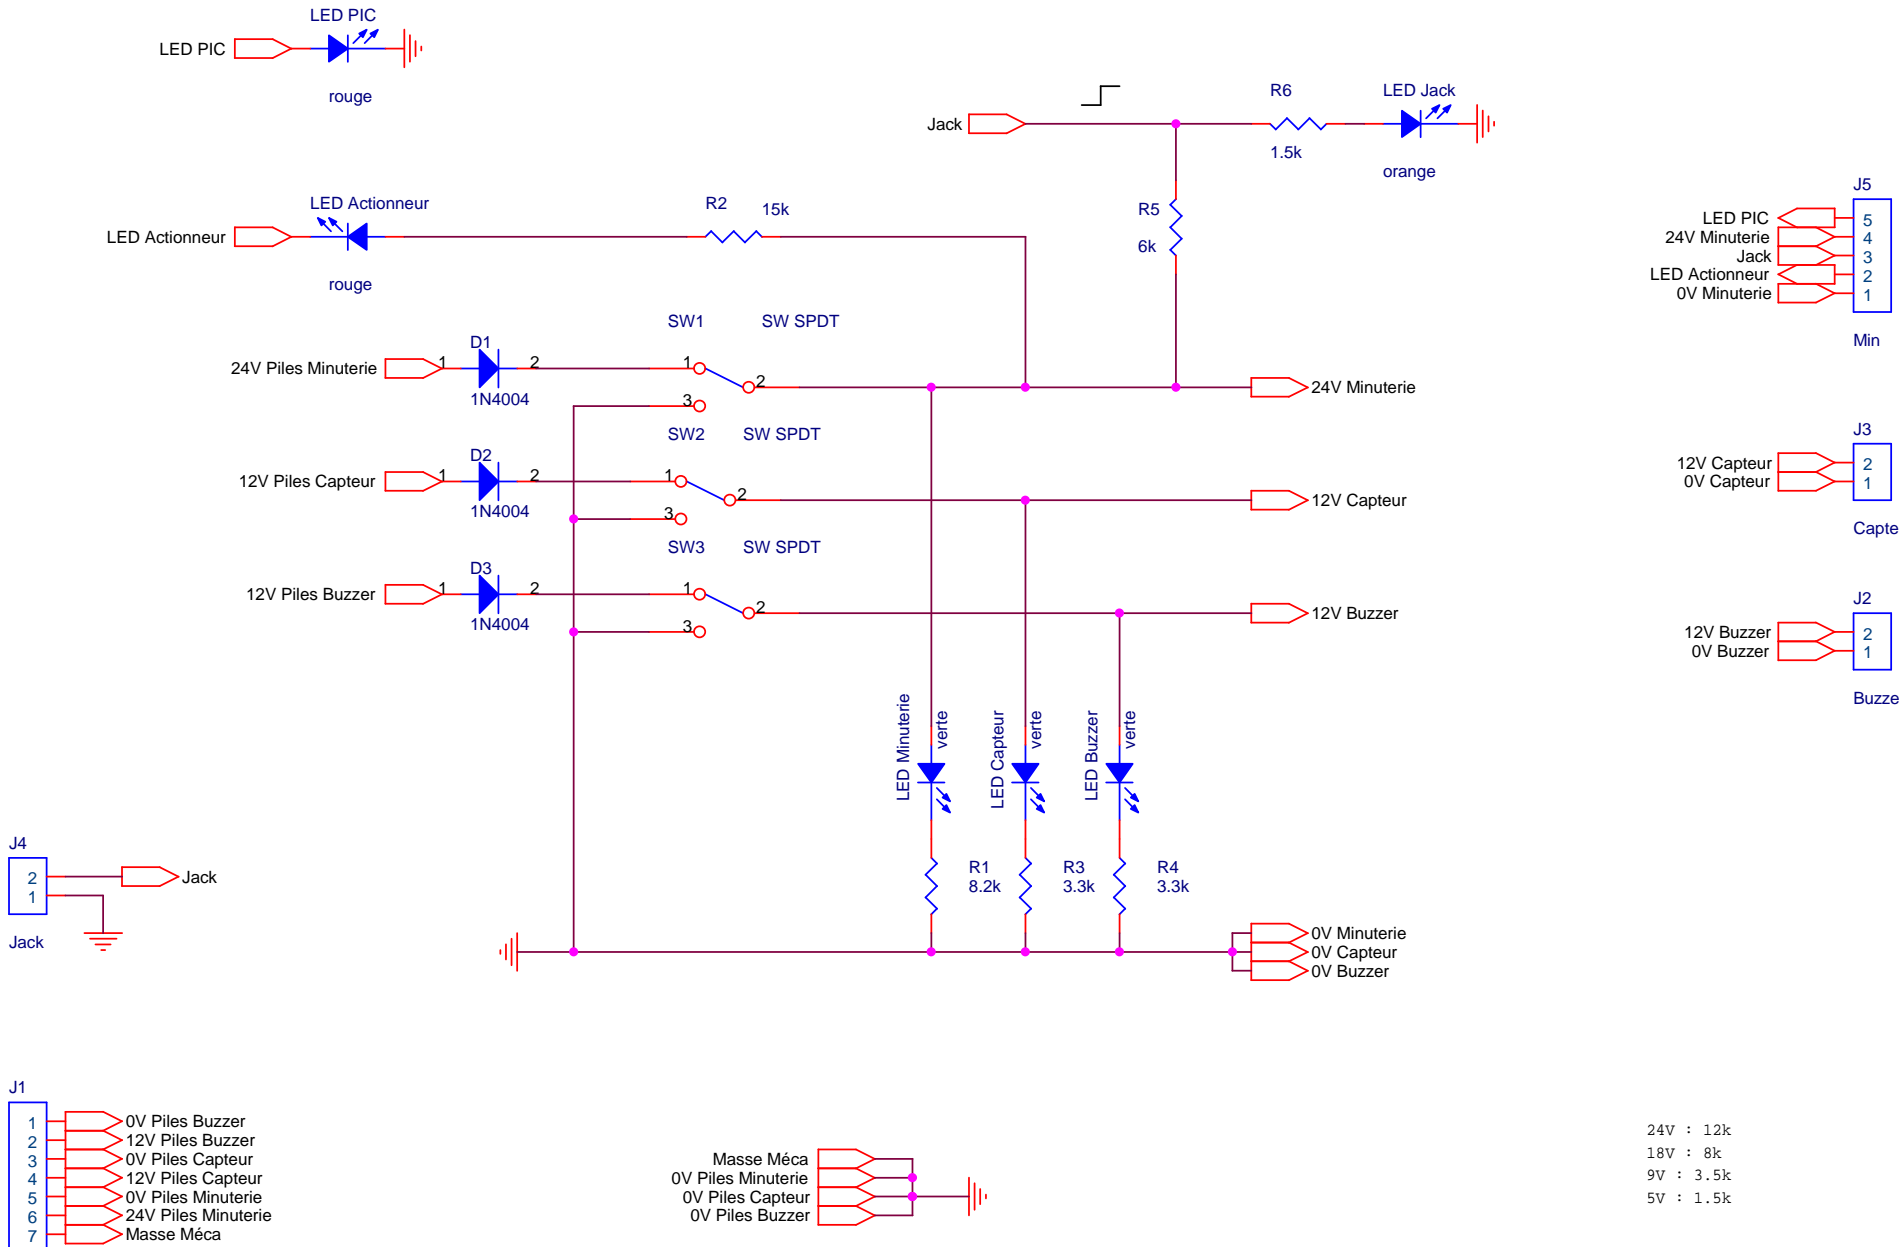 LED PIC
LED PIC
rouge
R6
LED Jack
Jack
1.5k
orange
J5
LED Actionneur
R2
15k
R5
6k
LED Actionneur
rouge
LED PIC
5
24V Minuterie
4
Jack
3
LED Actionneur
2
0V Minuterie
1
Min
SW1
SW SPDT
D1
24V Piles Minuterie
1
2
1
2
3
1N4004
24V Minuterie
SW2
SW SPDT
D2
12V Piles Capteur
1
2
1
2
3
1N4004
12V Capteur
J3
12V Capteur
2
0V Capteur
1
Capte
SW3
SW SPDT
D3
12V Piles Buzzer
1
2
1
2
3
1N4004
12V Buzzer
J2
12V Buzzer
2
0V Buzzer
1
Buzze
LED Minuterie
verte
LED Capteur
verte
LED Buzzer
verte
R1
8.2k
R3
3.3k
R4
3.3k
J4
2
1
Jack
Jack
0V Minuterie
0V Capteur
0V Buzzer
J1
1
0V Piles Buzzer
2
12V Piles Buzzer
3
0V Piles Capteur
4
12V Piles Capteur
5
0V Piles Minuterie
6
24V Piles Minuterie
7
Masse Méca
Masse Méca
0V Piles Minuterie
0V Piles Capteur
0V Piles Buzzer
24V : 12k
18V : 8k
9V : 3.5k
5V : 1.5k